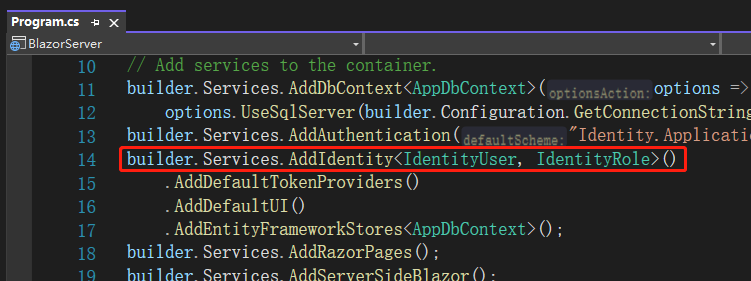 Program.cs
BlazorServer
10 // Add services to the container.
11 builder.Services.AddDbContext<AppDbContext>(optionsAction: options =>
12 options.UseSqlServer(builder.Configuration.GetConnectionString
13 builder.Services.AddAuthentication(defaultScheme: "Identity.Applicatio
14 builder.Services.AddIdentity<IdentityUser, IdentityRole>()
15 .AddDefaultTokenProviders()
16 .AddDefaultUI()
17 .AddEntityFrameworkStores<AppDbContext>();
18 builder.Services.AddRazorPages();
19 builder.Services.AddServerSideBlazor();